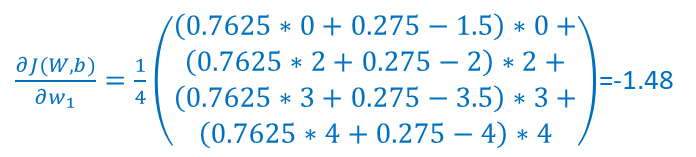 (0.7625 * 0 + 0.275 − 1.5) * 0 +
(0.7625 * 2 + 0.275 − 2) * 2 +
∂J(W,b)/∂w₁ = 1/4 ( (0.7625 * 3 + 0.275 − 3.5) * 3 + ) =-1.48
(0.7625 * 4 + 0.275 − 4) * 4